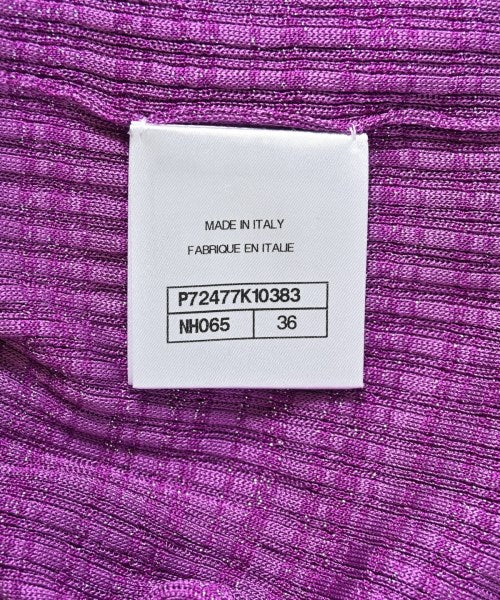 MADE IN ITALY
FABRIQUE EN ITALIE
P72477K10383
NH065 36